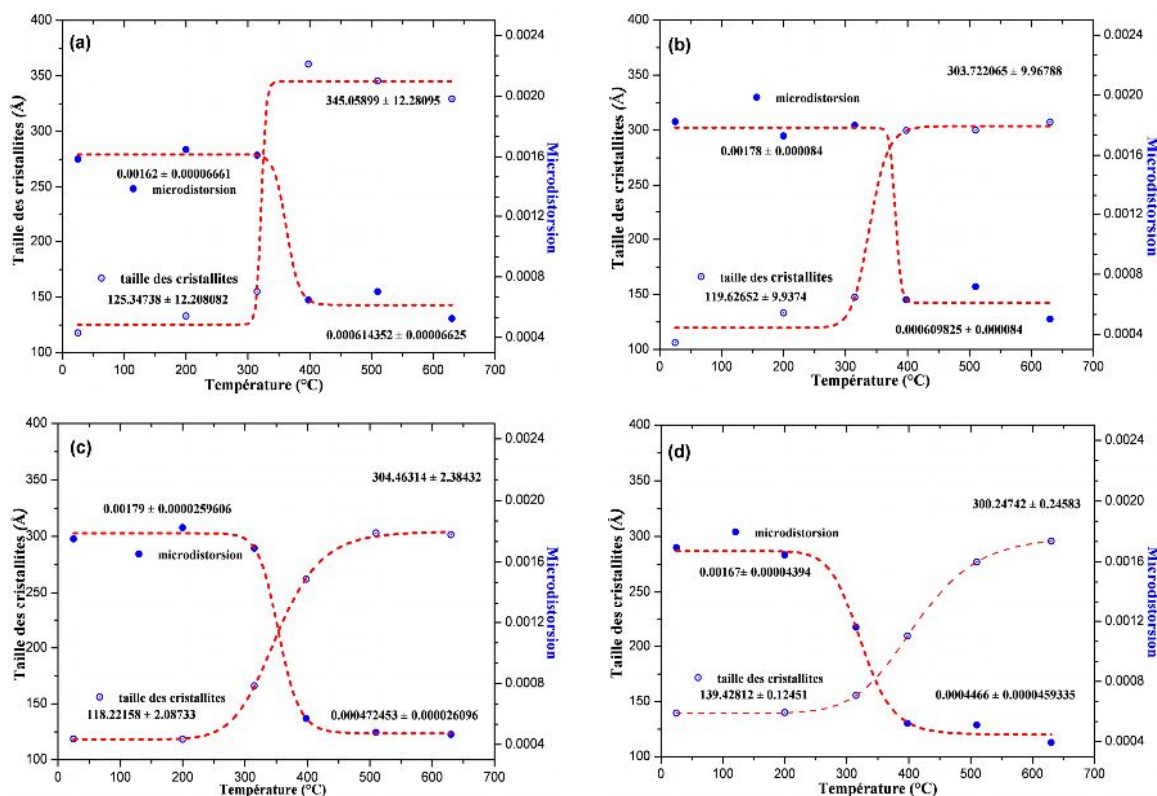 (a)
400
350
300
250
200
150
100
0.0024
0.0020
0.0016
0.0012
0.0008
0.0004
0 100 200 300 400 500 600 700
Taille des cristallites (Å)
Microdistorsion
Température (°C)
345.05899 ± 12.28095
0.00162 ± 0.00006661
microdistorsion
taille des cristallites
125.34738 ± 12.208082
0.000614352 ± 0.00006625
(b)
400
350
300
250
200
150
100
0.0024
0.0020
0.0016
0.0012
0.0008
0.0004
0 100 200 300 400 500 600 700
Taille des cristallites (Å)
Microdistorsion
Température (°C)
303.722065 ± 9.96788
microdistorsion
0.00178 ± 0.000084
taille des cristallites
119.62652 ± 9.9374
0.000609825 ± 0.000084
(c)
400
350
300
250
200
150
100
0.0024
0.0020
0.0016
0.0012
0.0008
0.0004
0 100 200 300 400 500 600 700
Taille des cristallites (Å)
Microdistorsion
Température (°C)
304.46314 ± 2.38432
0.00179 ± 0.0000259606
microdistorsion
taille des cristallites
118.22158 ± 2.08733
0.000472453 ± 0.000026096
(d)
400
350
300
250
200
150
100
0.0024
0.0020
0.0016
0.0012
0.0008
0.0004
0 100 200 300 400 500 600 700
Taille des cristallites (Å)
Microdistorsion
Température (°C)
300.24742 ± 0.24583
microdistorsion
0.00167± 0.00004394
taille des cristallites
139.42812 ± 0.12451
0.0004466 ± 0.0000459335